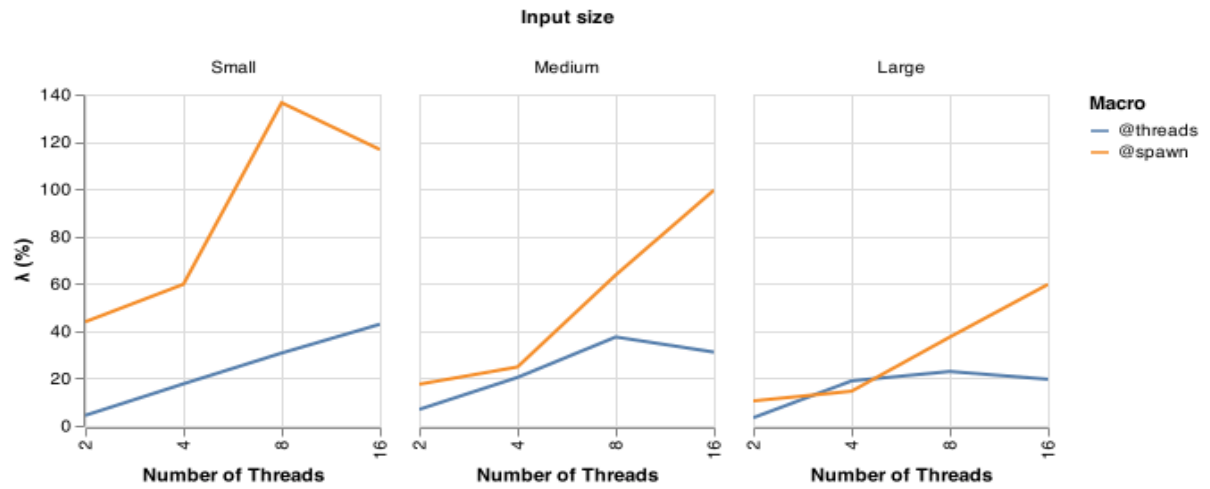 Input size
Small Medium Large
Macro
@threads
@spawn
λ (%)
140
120
100
80
60
40
20
0
2 4 8 16 2 4 8 16 2 4 8 16
Number of Threads Number of Threads Number of Threads